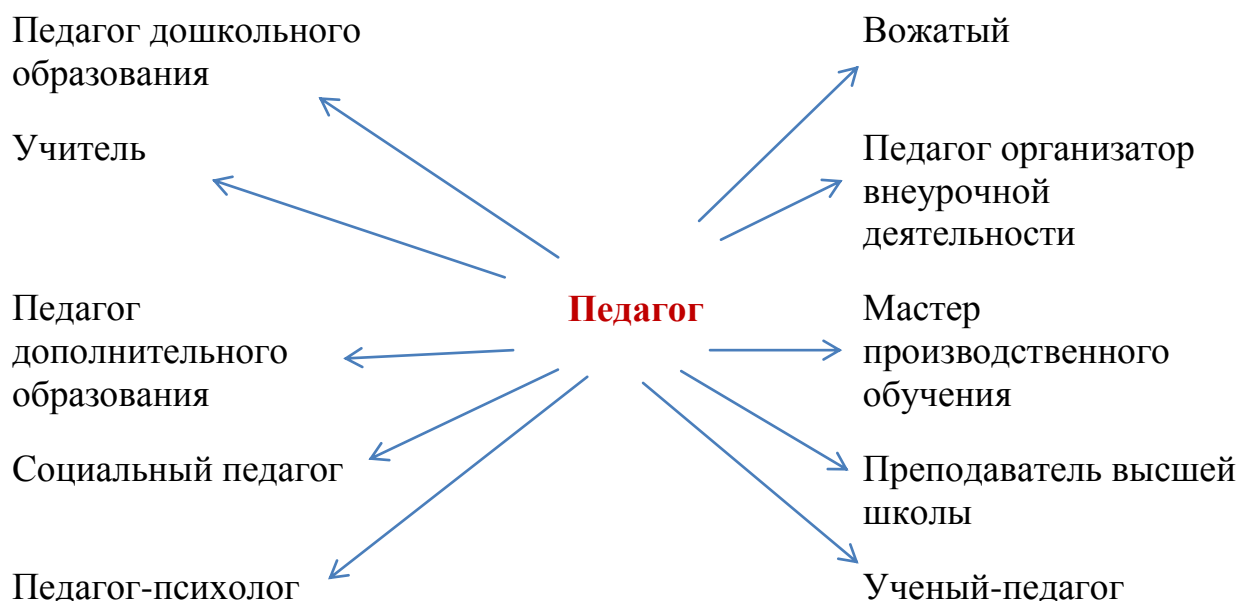 Педагог дошкольного
образования
Вожатый
Учитель
Педагог организатор
внеурочной
деятельности
Педагог
дополнительного
образования
Педагог
Мастер
производственного
обучения
Социальный педагог
Преподаватель высшей
школы
Педагог-психолог
Ученый-педагог